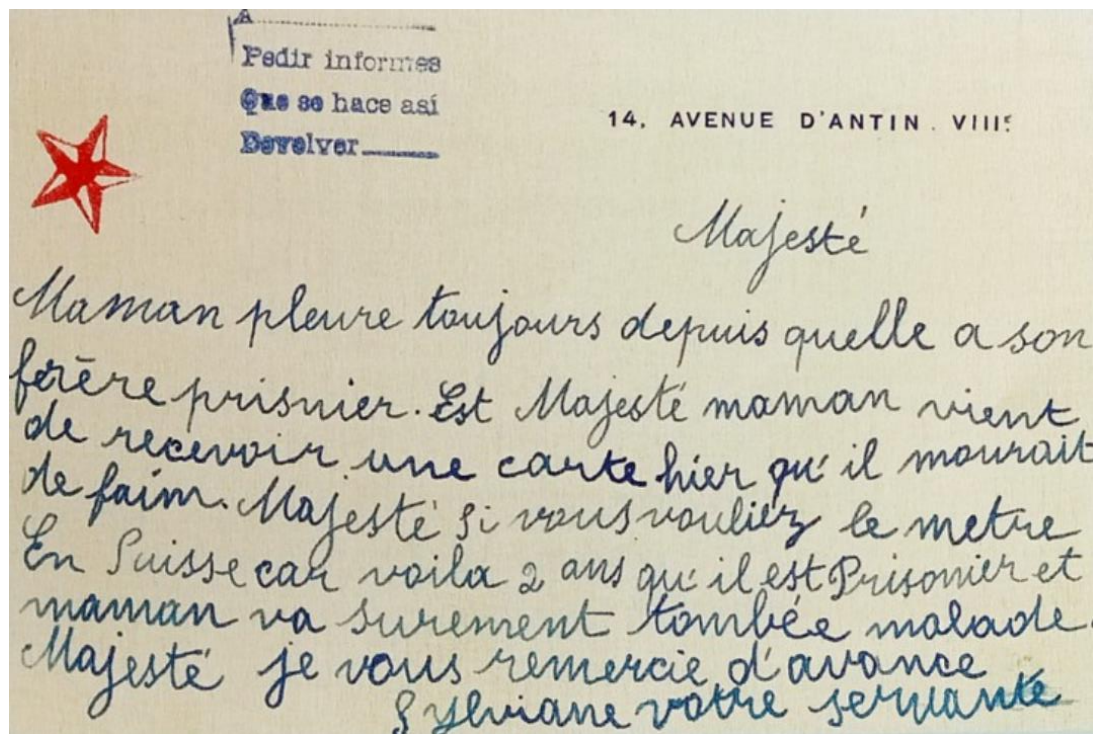 A
Pedir informes
Que se hace así
Devolver
14, AVENUE D'ANTIN. VIIIᵉ
Majesté
Maman pleure toujours depuis quelle a son
ferère prisnier. Est Majesté maman vient
de recevoir une carte hier qu'il mourait
de faim. Majesté si vous vouliez le metre
En Suisse car voila 2 ans qu'il est Prisonier et
maman va surement tombée malade.
Majesté je vous remercie d'avance
Sylviane votre servante